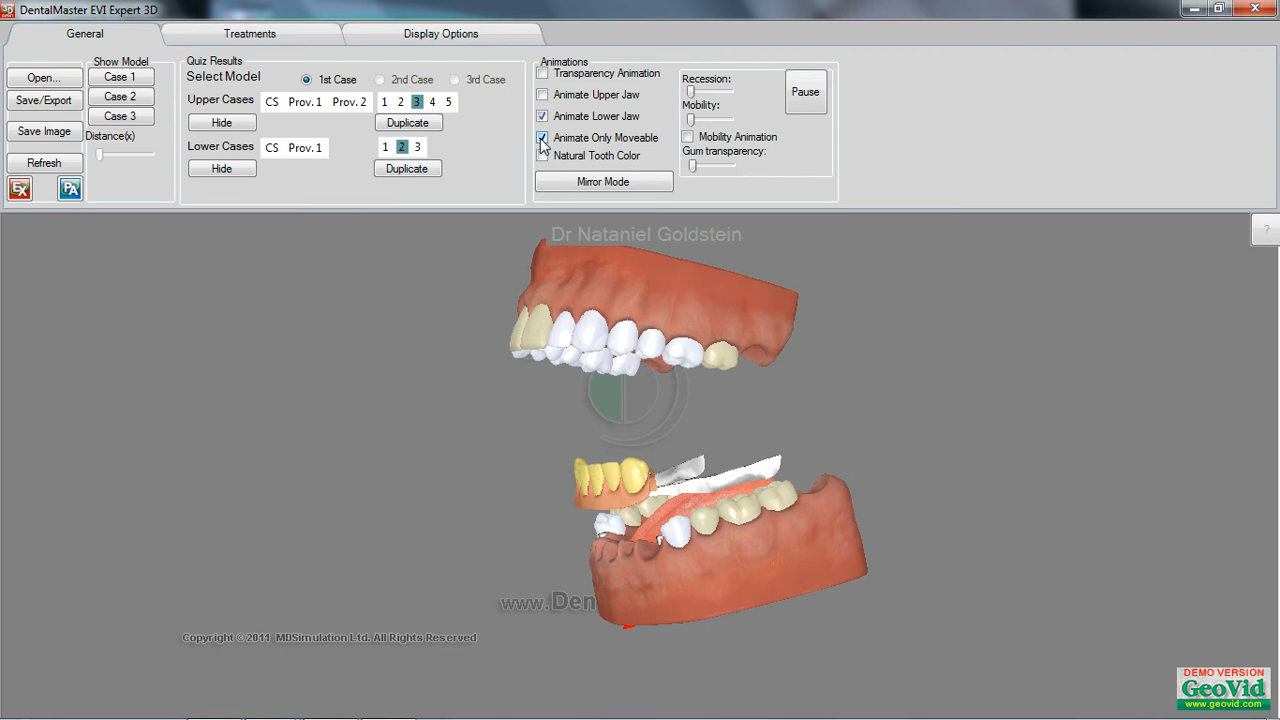 DentalMaster EVI Expert 3D
General
Treatments
Display Options
Open...
Save/Export
Save Image
Refresh
EX
PA
Show Model
Case 1
Case 2
Case 3
Distance(x)
Quiz Results
Select Model
1st Case
2nd Case
3rd Case
Upper Cases
CS Prov.1 Prov.2
1 2 3 4 5
Hide
Duplicate
Lower Cases
CS Prov.1
1 2 3
Hide
Duplicate
Animations
Transparency Animation
Animate Upper Jaw
Animate Lower Jaw
Animate Only Moveable
Natural Tooth Color
Mirror Mode
Recession:
Mobility:
Mobility Animation
Gum transparency:
Pause
?
Dr Nataniel Goldstein
www.Den
Copyright © 2011 MDSimulation Ltd. All Rights Reserved
DEMO VERSION
GeoVid
www.geovid.com